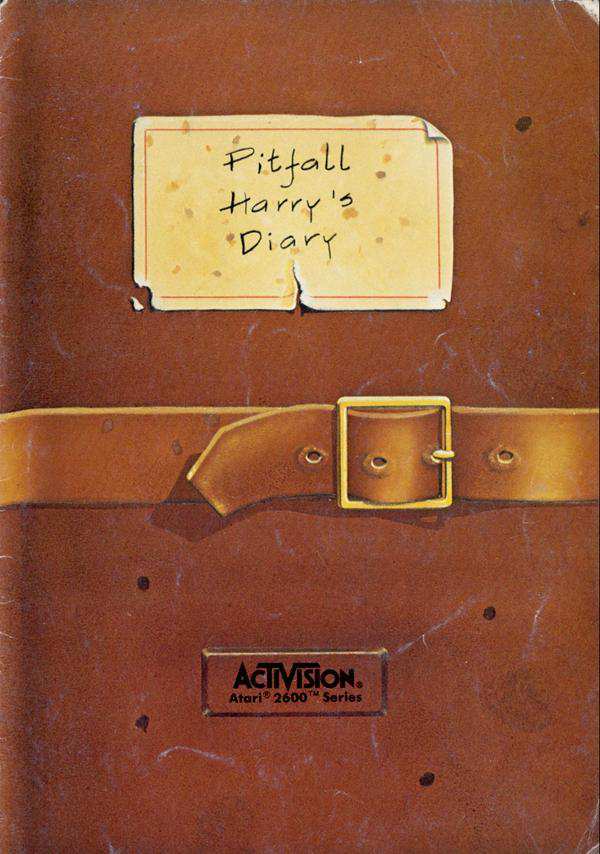 Pitfall
Harry's
Diary
ACTIVISION®
Atari® 2600™ Series